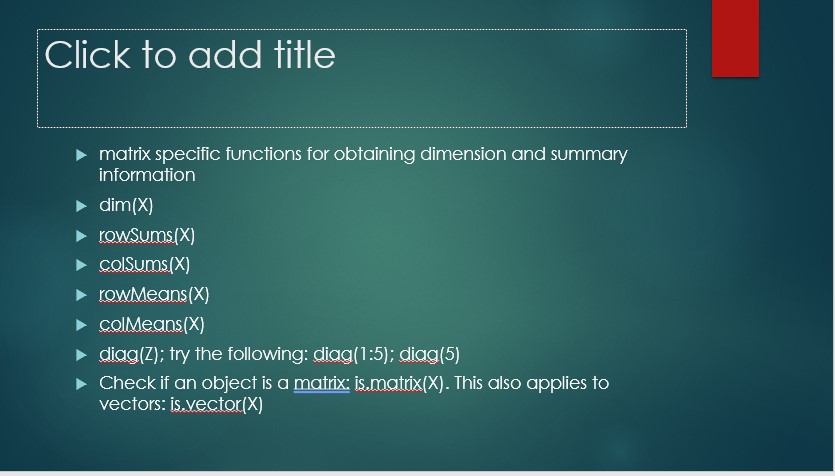 Click to add title
matrix specific functions for obtaining dimension and summary
information
dim(X)
rowSums(X)
colSums(X)
rowMeans(X)
colMeans(X)
diag(Z); try the following: diag(1:5); diag(5)
Check if an object is a matrix: is.matrix(X). This also applies to
vectors: is.vector(X)